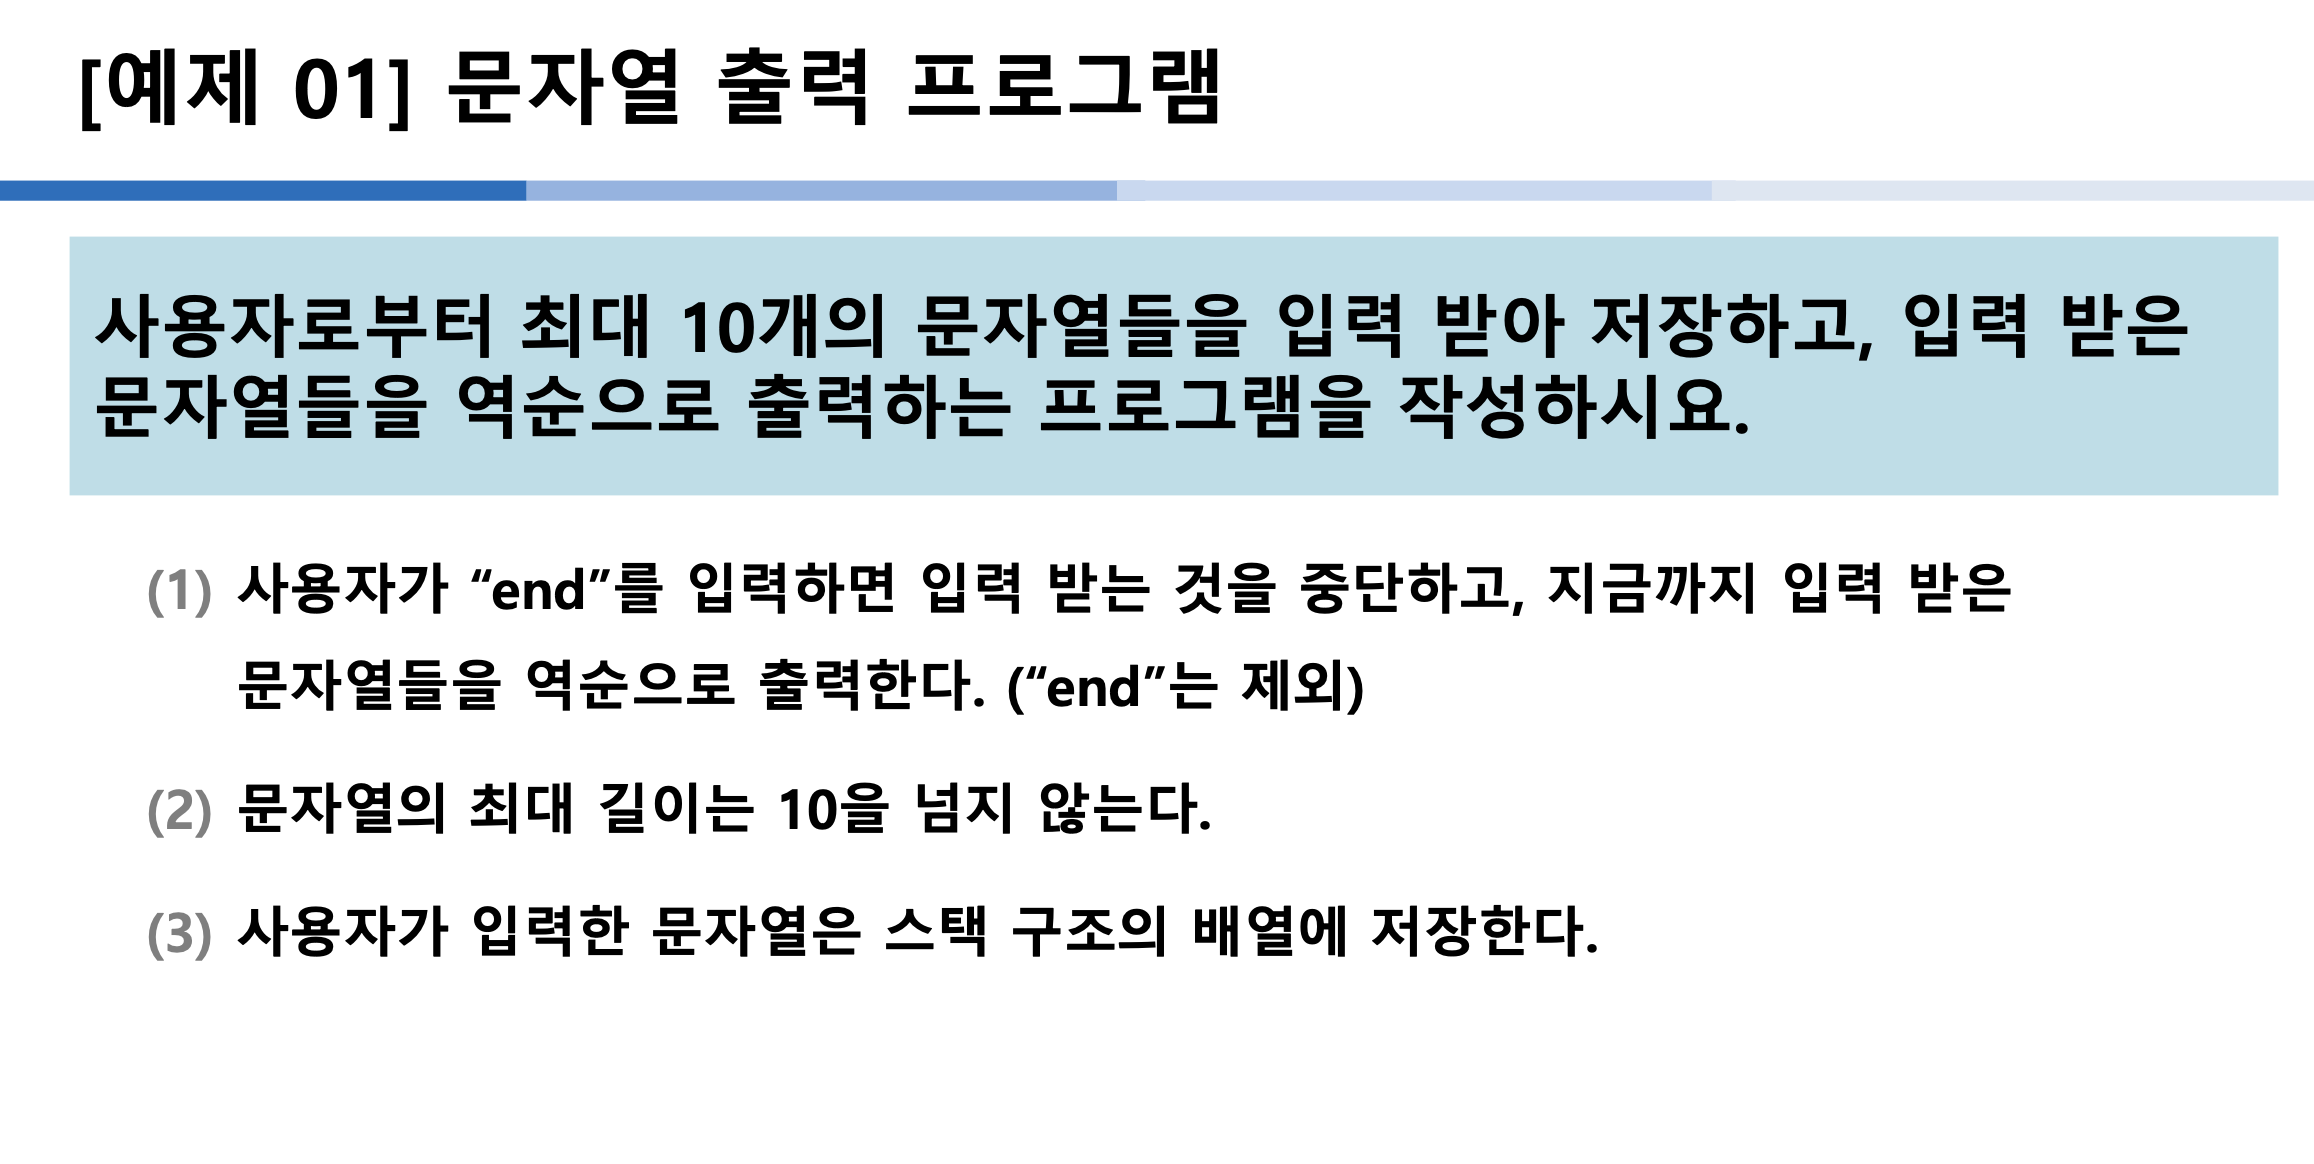 [예제 01] 문자열 출력 프로그램
사용자로부터 최대 10개의 문자열들을 입력 받아 저장하고, 입력 받은
문자열들을 역순으로 출력하는 프로그램을 작성하시요.
(1) 사용자가 “end”를 입력하면 입력 받는 것을 중단하고, 지금까지 입력 받은
문자열들을 역순으로 출력한다. (“end”는 제외)
(2) 문자열의 최대 길이는 10을 넘지 않는다.
(3) 사용자가 입력한 문자열은 스택 구조의 배열에 저장한다.